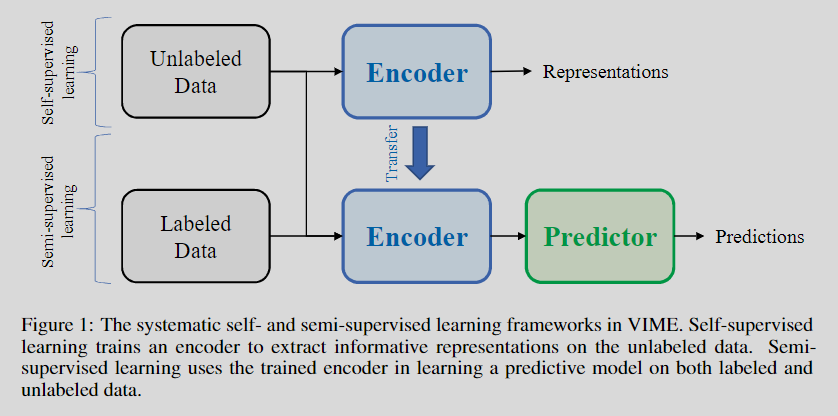 Self-supervised
learning
Unlabeled
Data
Encoder
Representations
Transfer
Semi-supervised
learning
Labeled
Data
Encoder
Predictor
Predictions
Figure 1: The systematic self- and semi-supervised learning frameworks in VIME. Self-supervised
learning trains an encoder to extract informative representations on the unlabeled data. Semi-
supervised learning uses the trained encoder in learning a predictive model on both labeled and
unlabeled data.